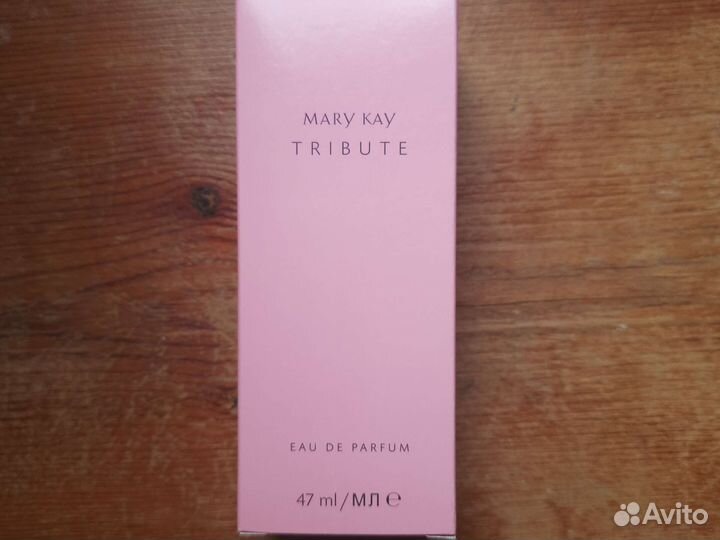 MARY KAY
TRIBUTE
EAU DE PARFUM
47 ml/МЛ ℮
Avito